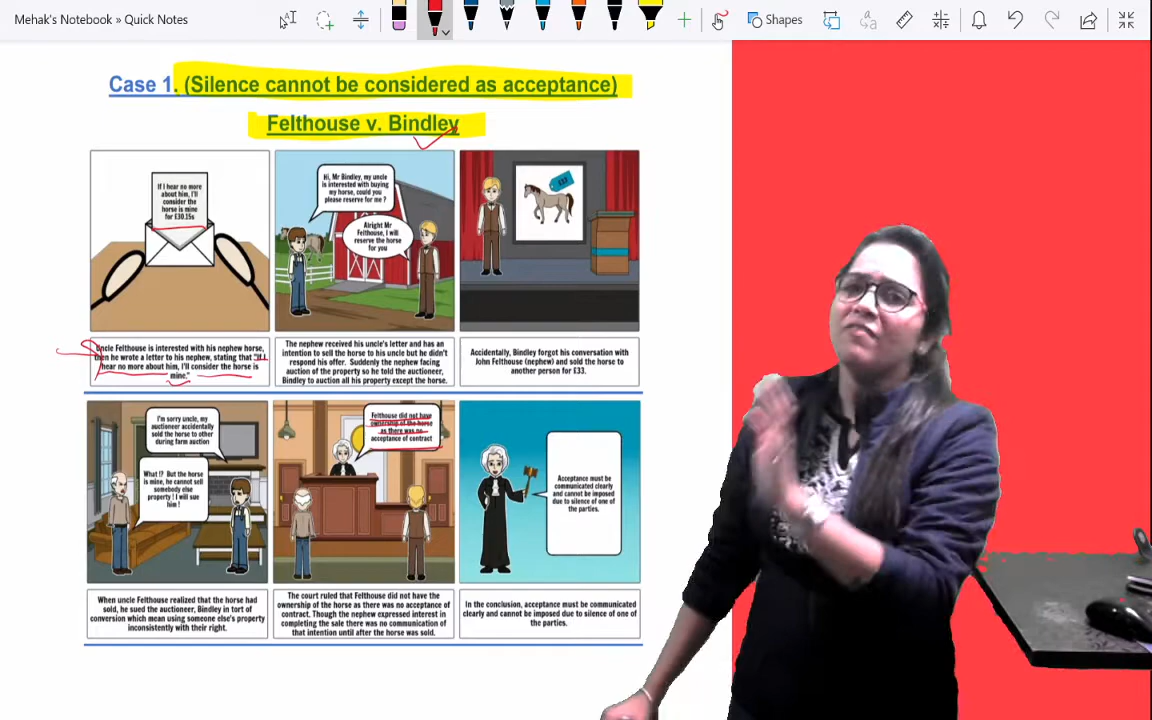 Mehak's Notebook » Quick Notes
Shapes
Case 1. (Silence cannot be considered as acceptance)
Felthouse v. Bindley
If I hear no more
about him, I'll
consider the
horse is mine
for £30.15s
Hi, Mr Bindley, my uncle
is interested with buying
my horse, could you
please reserve for me ?
Alright Mr
Felthouse, I will
reserve the horse
for you
£33
Uncle Felthouse is interested with his nephew horse,
then he wrote a letter to his nephew, stating that "If I
hear no more about him, I'll consider the horse is
mine."
The nephew received his uncle's letter and has an
intention to sell the horse to his uncle but he didn't
respond his offer. Suddenly the nephew facing
auction of the property so he told the auctioneer,
Bindley to auction all his property except the horse.
Accidentally, Bindley forgot his conversation with
John Felthouse (nephew) and sold the horse to
another person for £33.
I'm sorry uncle, my
auctioneer accidentally
sold the horse to other
during farm auction
What !? But the horse
is mine, he cannot sell
somebody else
property ! I will sue
him !
Felthouse did not have
ownership of the horse
as there was no
acceptance of contract
Acceptance must be
communicated clearly
and cannot be imposed
due to silence of one of
the parties.
When uncle Felthouse realized that the horse had
sold, he sued the auctioneer, Bindley in tort of
conversion which mean using someone else's property
inconsistently with their right.
The court ruled that Felthouse did not have the
ownership of the horse as there was no acceptance of
contract. Though the nephew expressed interest in
completing the sale there was no communication of
that intention until after the horse was sold.
In the conclusion, acceptance must be communicated
clearly and cannot be imposed due to silence of one of
the parties.